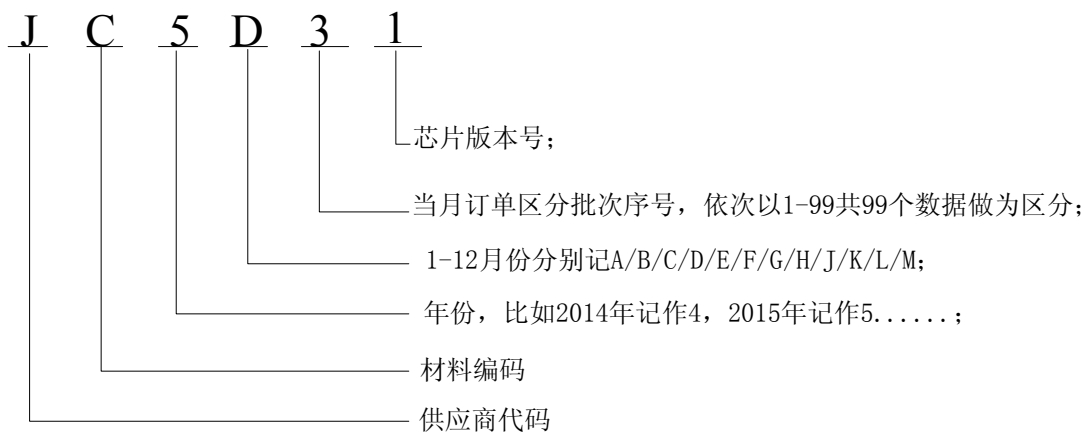 J C 5 D 3 1
芯片版本号；
当月订单区分批次序号，依次以1-99共99个数据做为区分；
1-12月份分别记A/B/C/D/E/F/G/H/J/K/L/M；
年份，比如2014年记作4，2015年记作5......；
材料编码
供应商代码